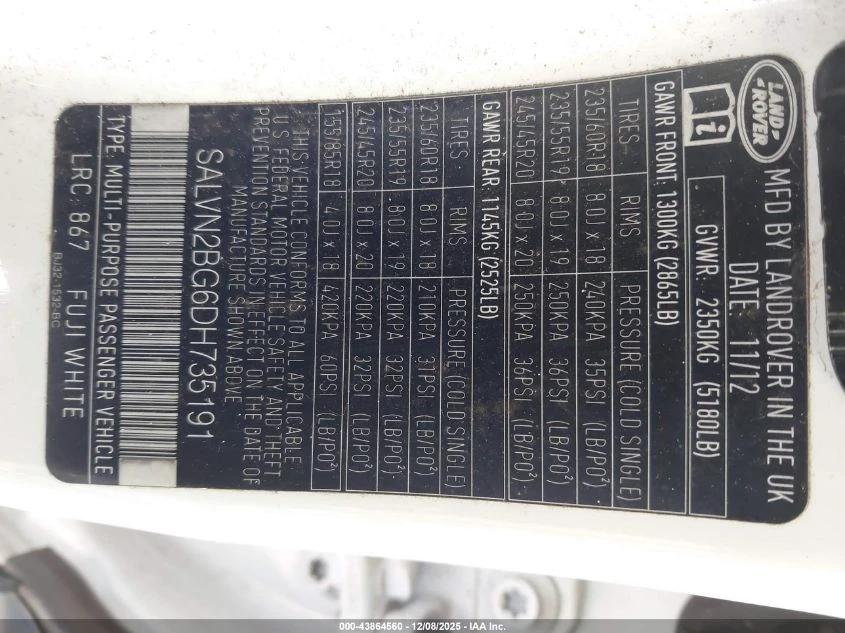 LAND
ROVER
MFD BY LANDROVER IN THE UK
DATE: 11/12
GVWR: 2350KG (5180LB)
GAWR FRONT: 1300KG (2865LB)
TIRES RIMS PRESSURE (COLD SINGLE)
235/60R18 8.0J x 18 240KPA 35PSI (LB/PO²)
235/55R19 8.0J x 19 250KPA 36PSI (LB/PO²)
245/45R20 8.0J x 20 250KPA 36PSI (LB/PO²)
GAWR REAR: 1145KG (2525LB)
TIRES RIMS PRESSURE (COLD SINGLE)
235/60R18 8.0J x 18 210KPA 31PSI (LB/PO²)
235/55R19 8.0J x 19 220KPA 32PSI (LB/PO²)
245/45R20 8.0J x 20 220KPA 32PSI (LB/PO²)
155/85R18 4.0J x 18 420KPA 60PSI (LB/PO²)
THIS VEHICLE CONFORMS TO ALL APPLICABLE
U.S. FEDERAL MOTOR VEHICLE SAFETY AND THEFT
PREVENTION STANDARDS IN EFFECT ON THE DATE OF
MANUFACTURE SHOWN ABOVE
SALVN2BG6DH735191
TYPE: MULTI-PURPOSE PASSENGER VEHICLE
LRC: 867 FUJI WHITE
BJ32-1532-BC
000-43864560 | 12/08/2025 - IAA Inc.